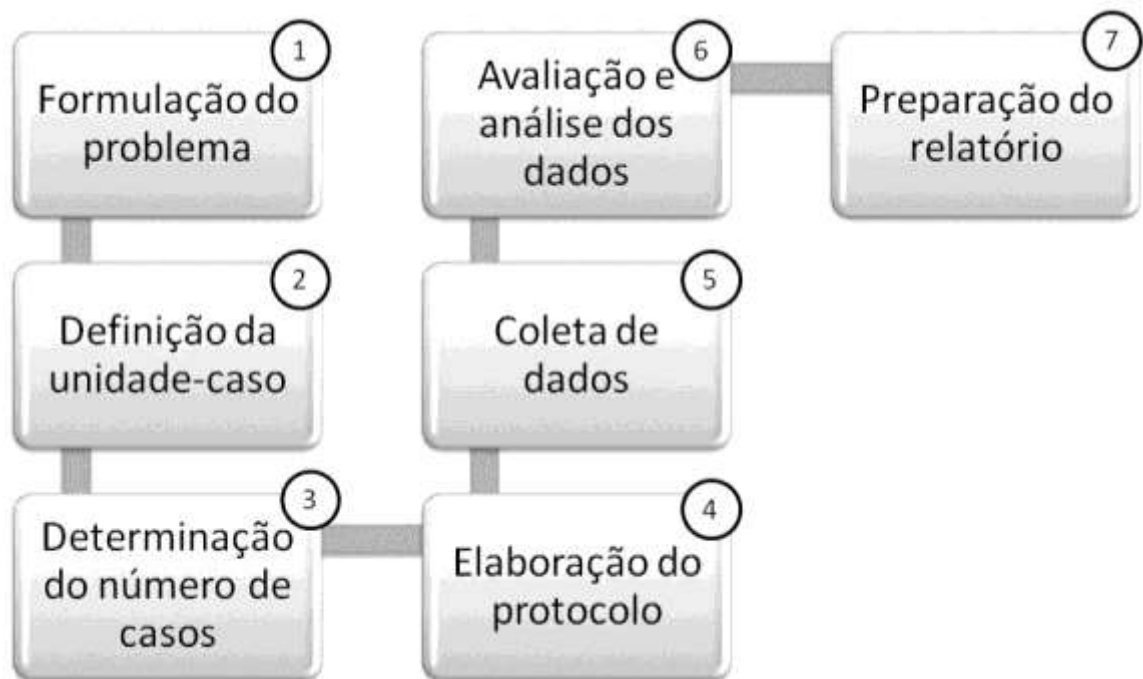 1
Formulação do
problema
2
Definição da
unidade-caso
3
Determinação
do número de
casos
4
Elaboração do
protocolo
5
Coleta de
dados
6
Avaliação e
análise dos
dados
7
Preparação do
relatório